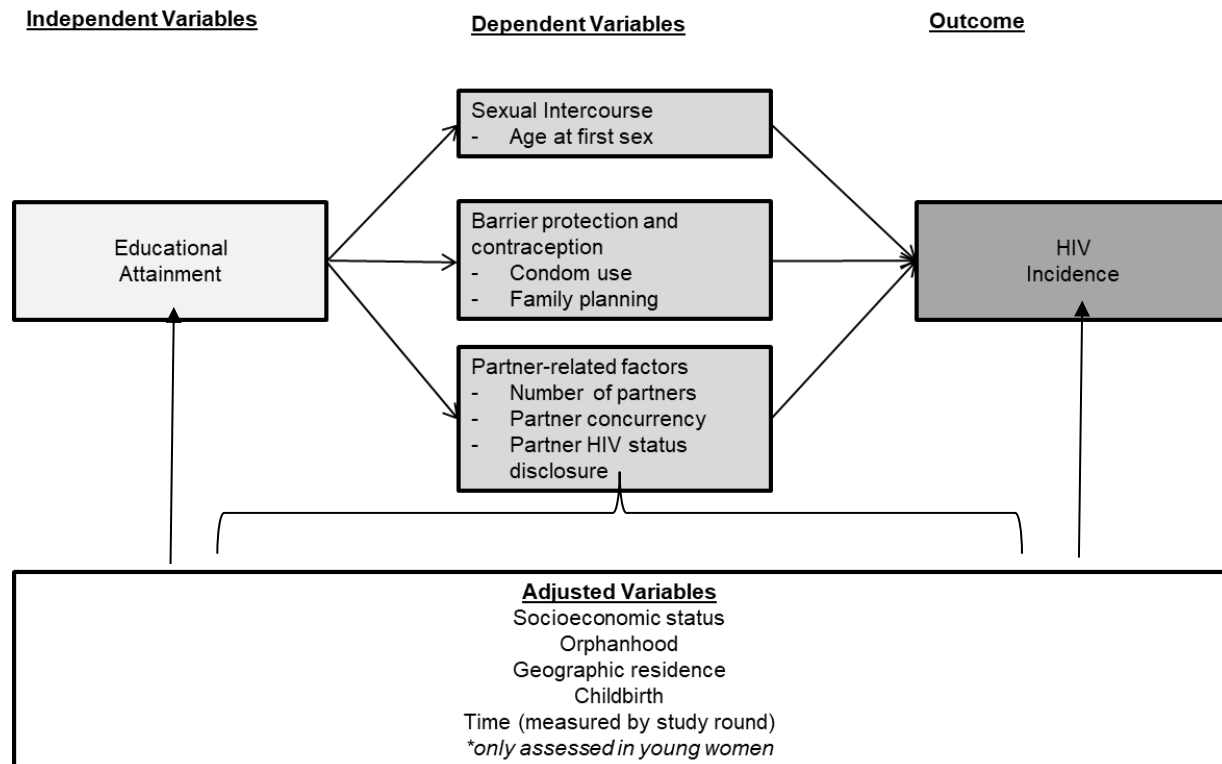 Independent Variables
Dependent Variables
Outcome
Sexual Intercourse
- Age at first sex
Educational
Attainment
Barrier protection and
contraception
- Condom use
- Family planning
HIV
Incidence
Partner-related factors
- Number of partners
- Partner concurrency
- Partner HIV status
disclosure
Adjusted Variables
Socioeconomic status
Orphanhood
Geographic residence
Childbirth
Time (measured by study round)
*only assessed in young women